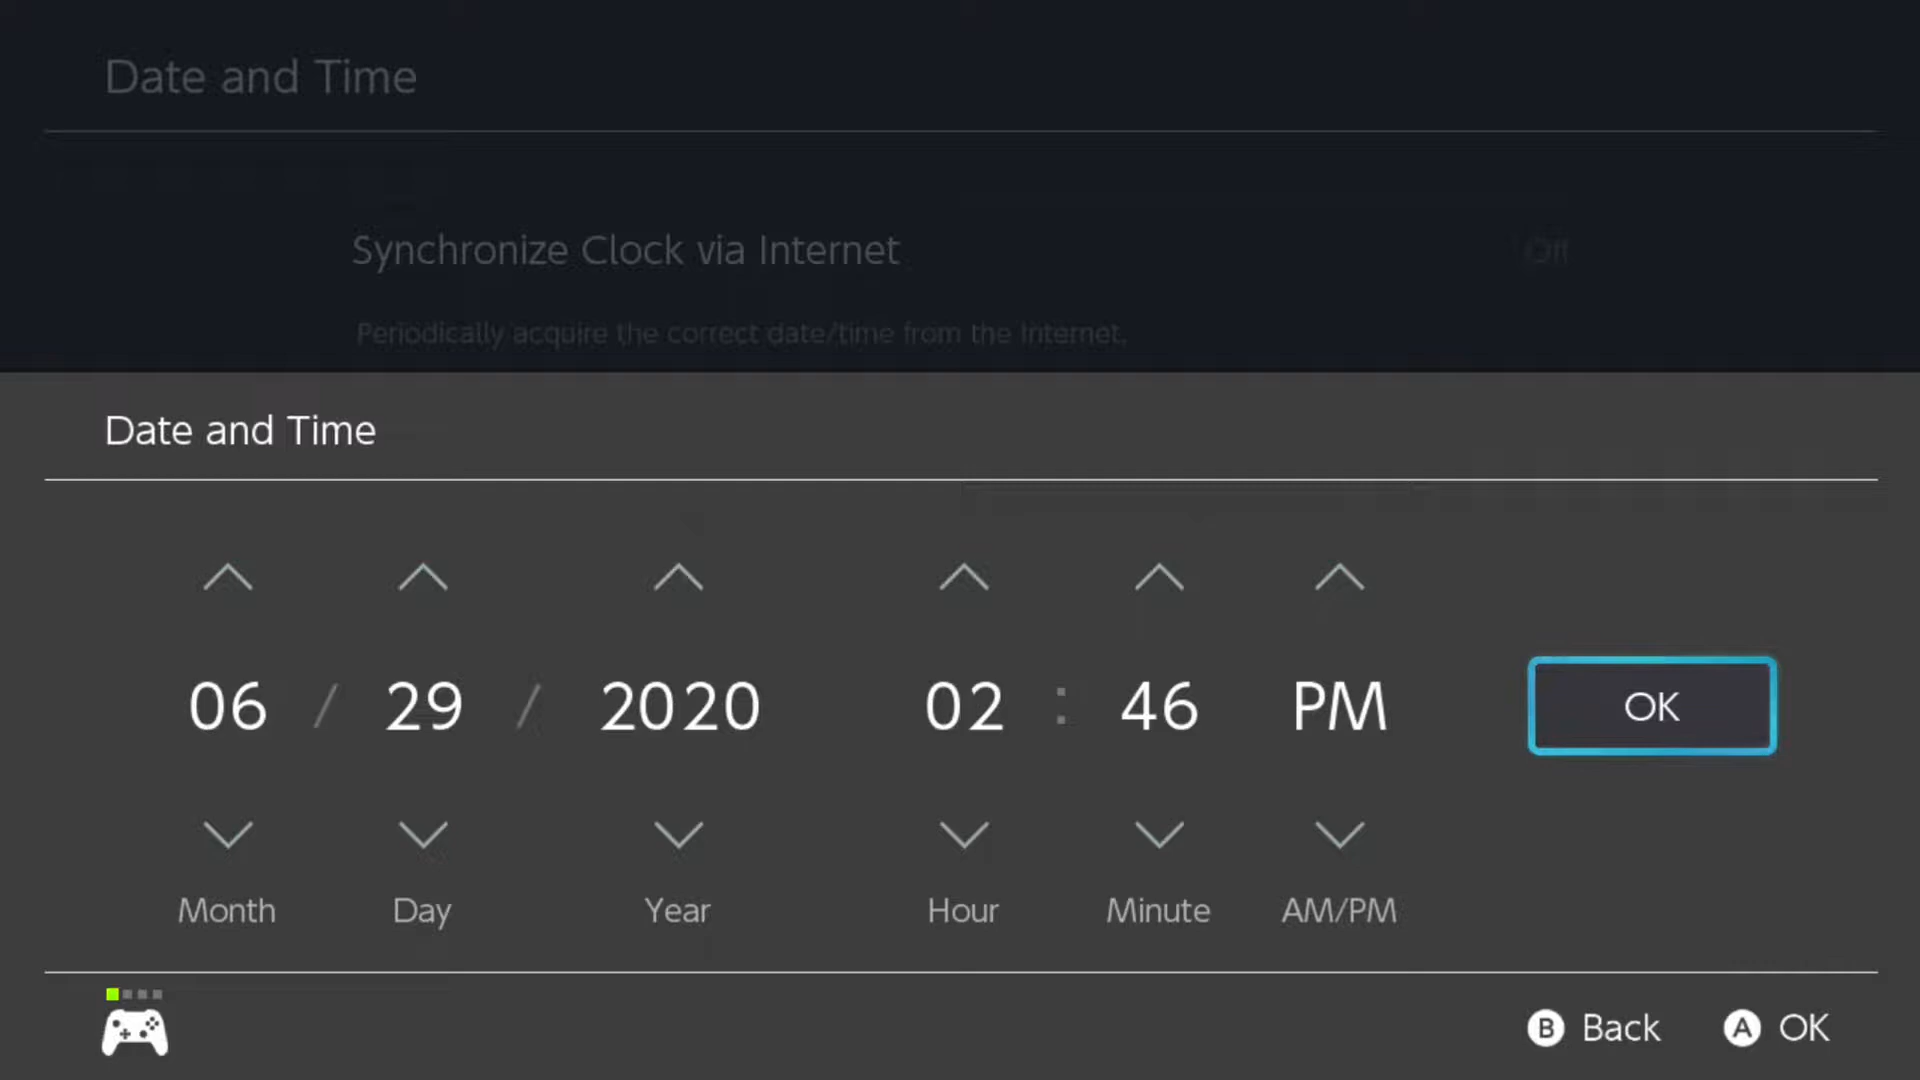 Date and Time
Synchronize Clock via Internet Off
Periodically acquire the correct date/time from the Internet.
Date and Time
06 / 29 / 2020 02 : 46 PM OK
Month Day Year Hour Minute AM/PM
B Back A OK